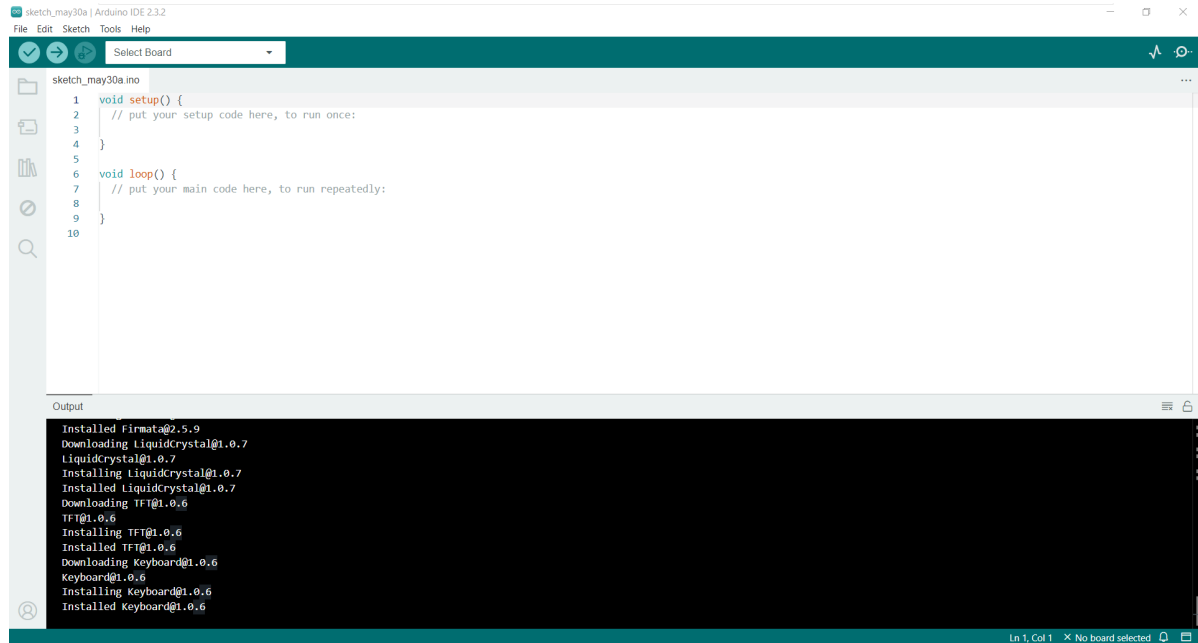 sketch_may30a | Arduino IDE 2.3.2
File Edit Sketch Tools Help
Select Board
sketch_may30a.ino
1 void setup() {
2 // put your setup code here, to run once:
3
4 }
5
6 void loop() {
7 // put your main code here, to run repeatedly:
8
9 }
10
Output
Installed Firmata@2.5.9
Downloading LiquidCrystal@1.0.7
LiquidCrystal@1.0.7
Installing LiquidCrystal@1.0.7
Installed LiquidCrystal@1.0.7
Downloading TFT@1.0.6
TFT@1.0.6
Installing TFT@1.0.6
Installed TFT@1.0.6
Downloading Keyboard@1.0.6
Keyboard@1.0.6
Installing Keyboard@1.0.6
Installed Keyboard@1.0.6
Ln 1, Col 1 × No board selected